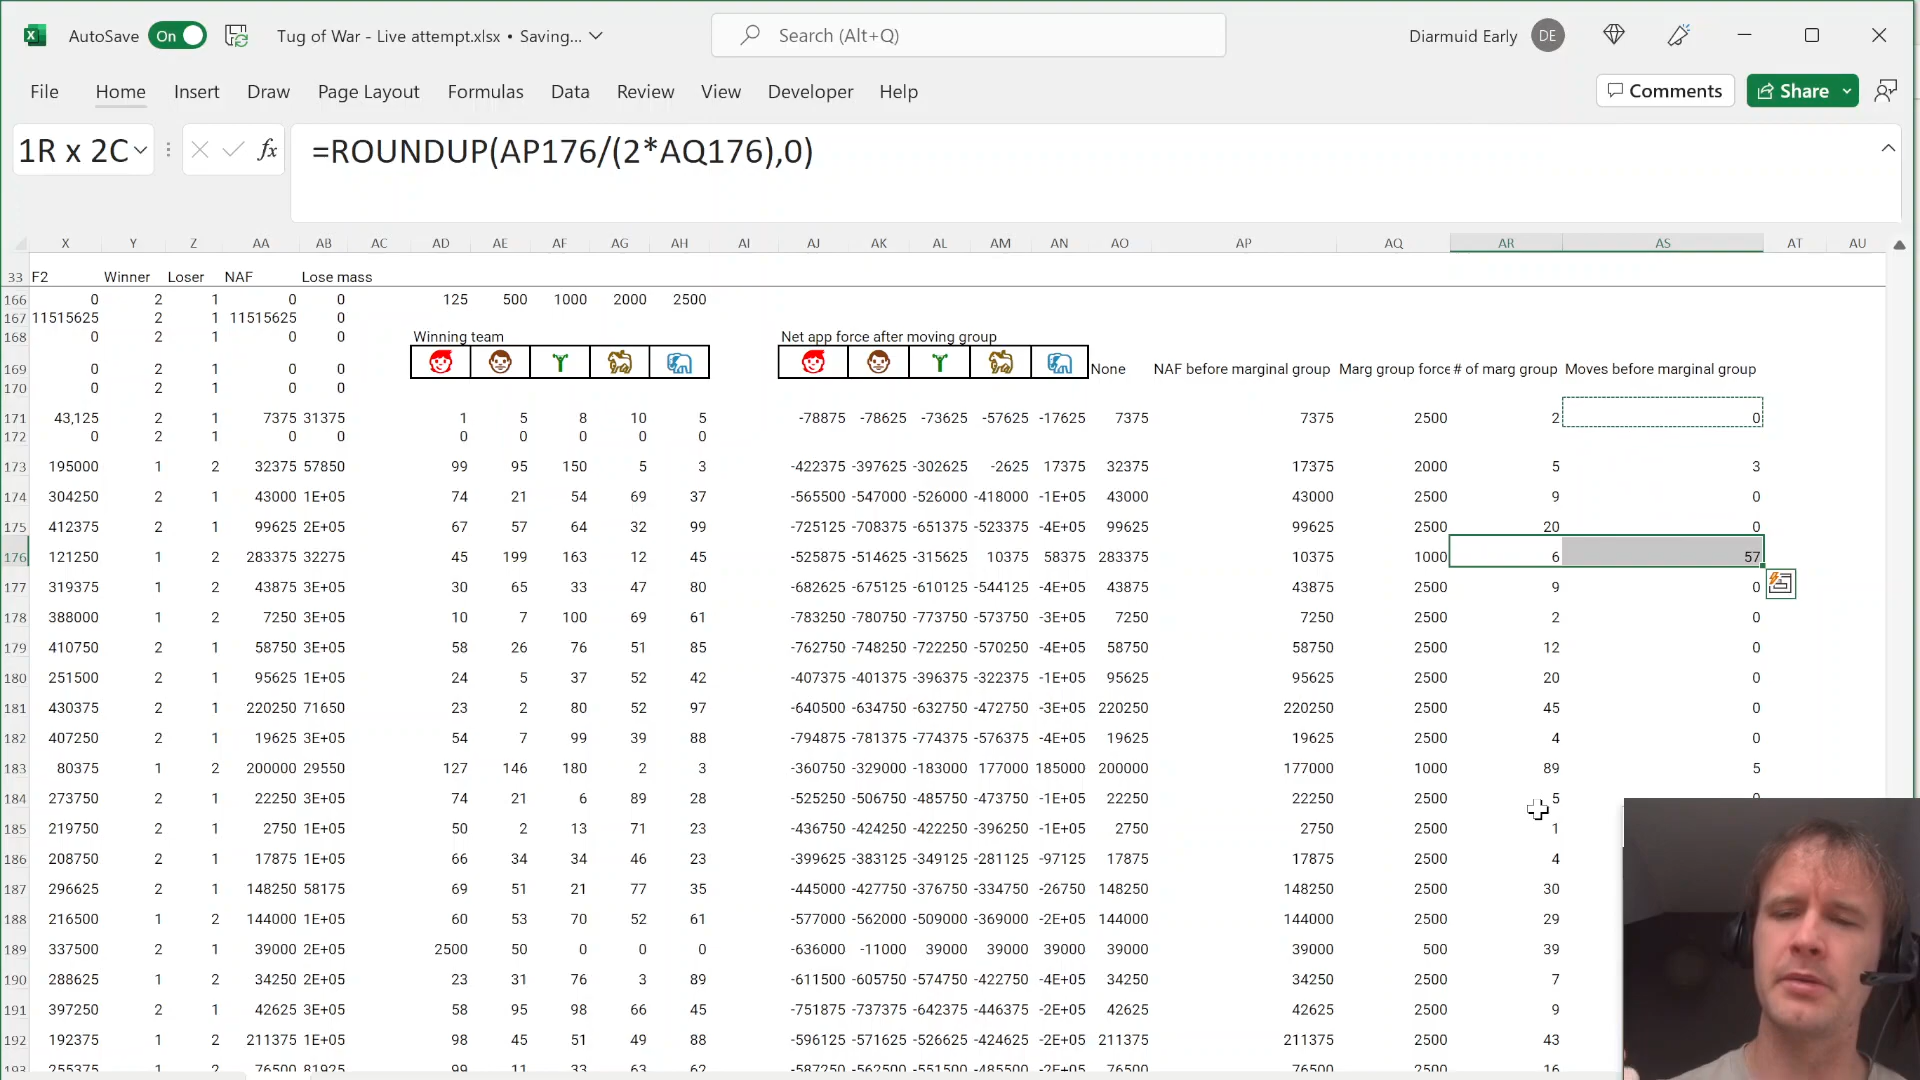 AutoSave On Tug of War - Live attempt.xlsx • Saving... Search (Alt+Q) Diarmuid Early DE
File Home Insert Draw Page Layout Formulas Data Review View Developer Help Comments Share
1R x 2C fx =ROUNDUP(AP176/(2*AQ176),0)
X Y Z AA AB AC AD AE AF AG AH AI AJ AK AL AM AN AO AP AQ AR AS AT AU
33 F2 Winner Loser NAF Lose mass
166 0 2 1 0 0 125 500 1000 2000 2500
167 11515625 2 1 11515625 0
168 0 2 1 0 0 Winning team Net app force after moving group
169 0 2 1 0 0 None NAF before marginal group Marg group force # of marg group Moves before marginal group
170 0 2 1 0 0
171 43,125 2 1 7375 31375 1 5 8 10 5 -78875 -78625 -73625 -57625 -17625 7375 7375 2500 2 0
172 0 2 1 0 0 0 0 0 0 0
173 195000 1 2 32375 57850 99 95 150 5 3 -422375 -397625 -302625 -2625 17375 32375 17375 2000 5 3
174 304250 2 1 43000 1E+05 74 21 54 69 37 -565500 -547000 -526000 -418000 -1E+05 43000 43000 2500 9 0
175 412375 2 1 99625 2E+05 67 57 64 32 99 -725125 -708375 -651375 -523375 -4E+05 99625 99625 2500 20 0
176 121250 1 2 283375 32275 45 199 163 12 45 -525875 -514625 -315625 10375 58375 283375 10375 1000 6 57
177 319375 1 2 43875 3E+05 30 65 33 47 80 -682625 -675125 -610125 -544125 -4E+05 43875 43875 2500 9 0
178 388000 1 2 7250 3E+05 10 7 100 69 61 -783250 -780750 -773750 -573750 -3E+05 7250 7250 2500 2 0
179 410750 2 1 58750 3E+05 58 26 76 51 85 -762750 -748250 -722250 -570250 -4E+05 58750 58750 2500 12 0
180 251500 2 1 95625 1E+05 24 5 37 52 42 -407375 -401375 -396375 -322375 -1E+05 95625 95625 2500 20 0
181 430375 2 1 220250 71650 23 2 80 52 97 -640500 -634750 -632750 -472750 -3E+05 220250 220250 2500 45 0
182 407250 2 1 19625 3E+05 54 7 99 39 88 -794875 -781375 -774375 -576375 -4E+05 19625 19625 2500 4 0
183 80375 1 2 200000 29550 127 146 180 2 3 -360750 -329000 -183000 177000 185000 200000 177000 1000 89 5
184 273750 2 1 22250 3E+05 74 21 6 89 28 -525250 -506750 -485750 -473750 -1E+05 22250 22250 2500 5
185 219750 2 1 2750 1E+05 50 2 13 71 23 -436750 -424250 -422250 -396250 -1E+05 2750 2750 2500 1
186 208750 2 1 17875 1E+05 66 34 34 46 23 -399625 -383125 -349125 -281125 -97125 17875 17875 2500 4
187 296625 2 1 148250 58175 69 51 21 77 35 -445000 -427750 -376750 -334750 -26750 148250 148250 2500 30
188 216500 1 2 144000 1E+05 60 53 70 52 61 -577000 -562000 -509000 -369000 -2E+05 144000 144000 2500 29
189 337500 2 1 39000 2E+05 2500 50 0 0 0 -636000 -11000 39000 39000 39000 39000 39000 500 39
190 288625 1 2 34250 2E+05 23 31 76 3 89 -611500 -605750 -574750 -422750 -4E+05 34250 34250 2500 7
191 397250 2 1 42625 3E+05 58 95 98 66 45 -751875 -737375 -642375 -446375 -2E+05 42625 42625 2500 9
192 192375 1 2 211375 1E+05 98 45 51 49 88 -596125 -571625 -526625 -424625 -2E+05 211375 211375 2500 43
193 255375 1 2 76500 81925 99 11 33 63 62 -587250 -562500 -551500 -485500 -2E+05 76500 76500 2500 16